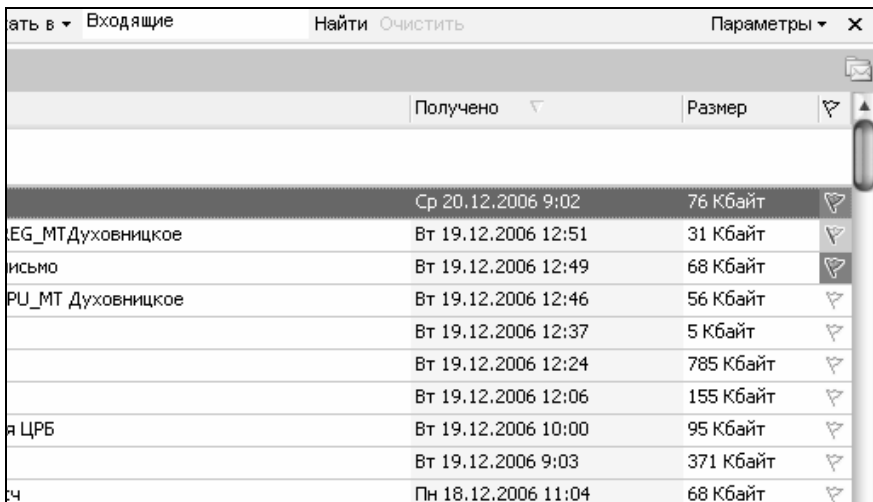 ать в Входящие Найти Очистить Параметры
Получено Размер
Ср 20.12.2006 9:02 76 Кбайт
EG_МТДуховницкое Вт 19.12.2006 12:51 31 Кбайт
письмо Вт 19.12.2006 12:49 68 Кбайт
PU_МТ Духовницкое Вт 19.12.2006 12:46 56 Кбайт
Вт 19.12.2006 12:37 5 Кбайт
Вт 19.12.2006 12:24 785 Кбайт
Вт 19.12.2006 12:06 155 Кбайт
я ЦРБ Вт 19.12.2006 10:00 95 Кбайт
Вт 19.12.2006 9:03 371 Кбайт
Пн 18.12.2006 11:04 68 Кбайт